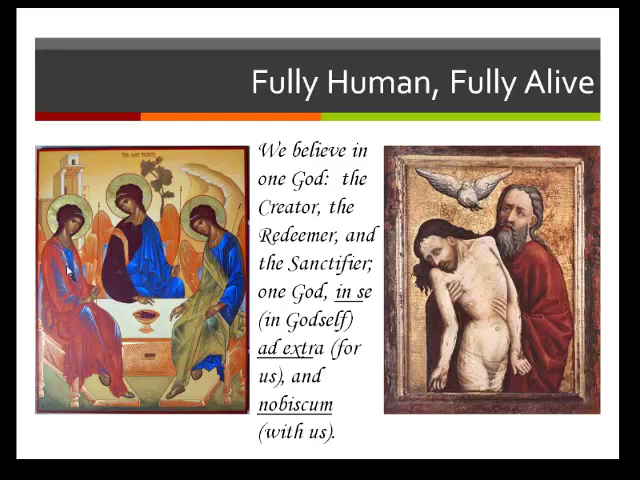 Fully Human, Fully Alive
We believe in
one God: the
Creator, the
Redeemer, and
the Sanctifier;
one God, in se
(in Godself)
ad extra (for
us), and
nobiscum
(with us).